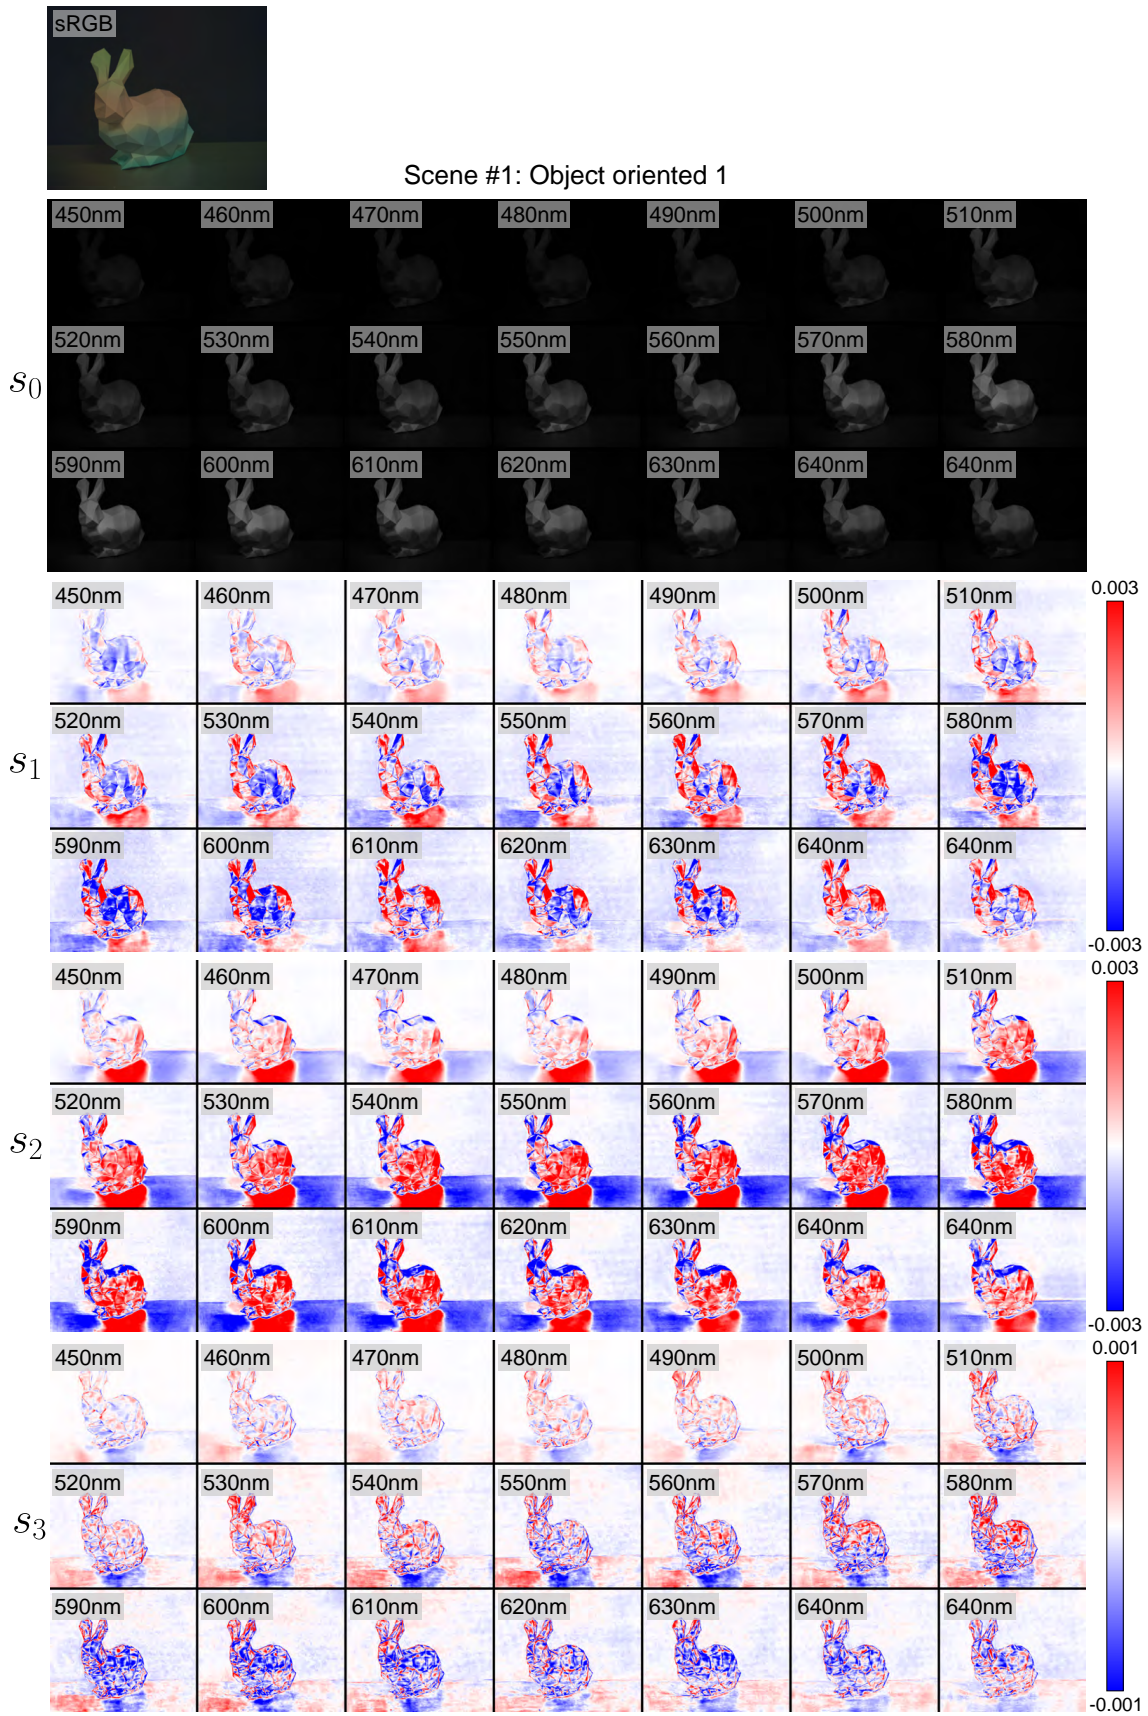 sRGB
Scene #1: Object oriented 1
450nm 460nm 470nm 480nm 490nm 500nm 510nm
520nm 530nm 540nm 550nm 560nm 570nm 580nm
s0
590nm 600nm 610nm 620nm 630nm 640nm 640nm
450nm 460nm 470nm 480nm 490nm 500nm 510nm 0.003
520nm 530nm 540nm 550nm 560nm 570nm 580nm
s1
590nm 600nm 610nm 620nm 630nm 640nm 640nm
-0.003
450nm 460nm 470nm 480nm 490nm 500nm 510nm 0.003
520nm 530nm 540nm 550nm 560nm 570nm 580nm
s2
590nm 600nm 610nm 620nm 630nm 640nm 640nm
-0.003
450nm 460nm 470nm 480nm 490nm 500nm 510nm 0.001
520nm 530nm 540nm 550nm 560nm 570nm 580nm
s3
590nm 600nm 610nm 620nm 630nm 640nm 640nm
-0.001